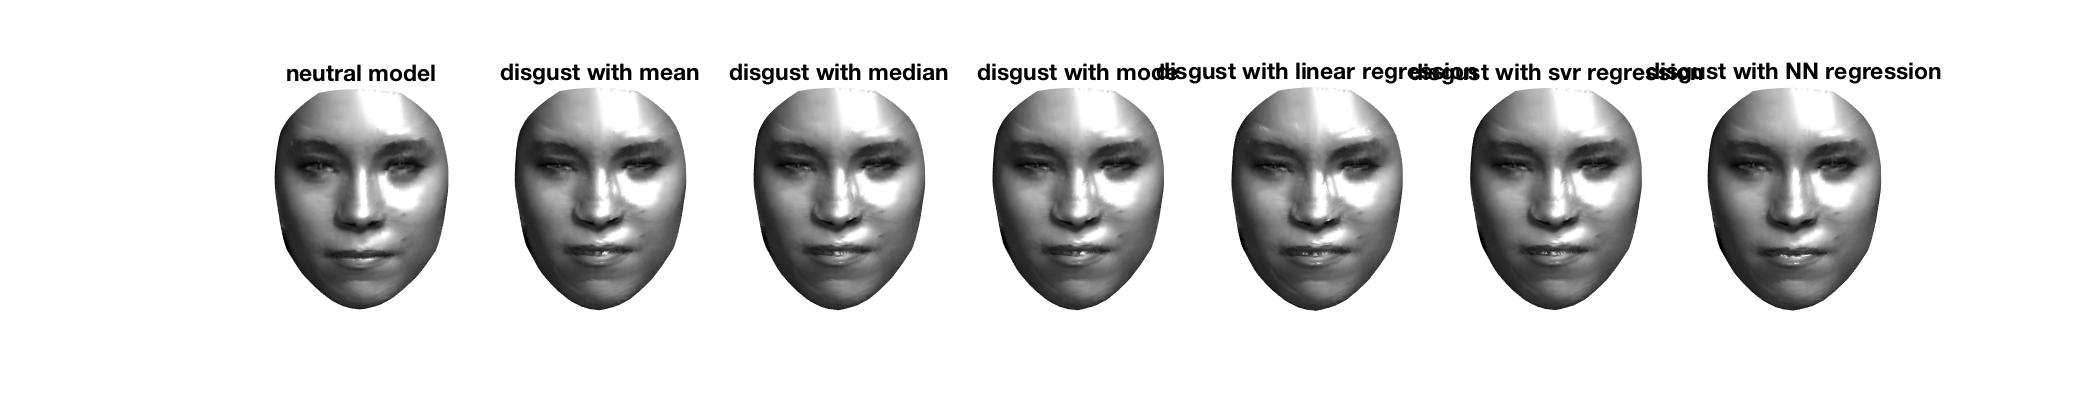 neutral model
disgust with mean
disgust with median
disgust with mode
disgust with linear regression
disgust with svr regression
disgust with NN regression